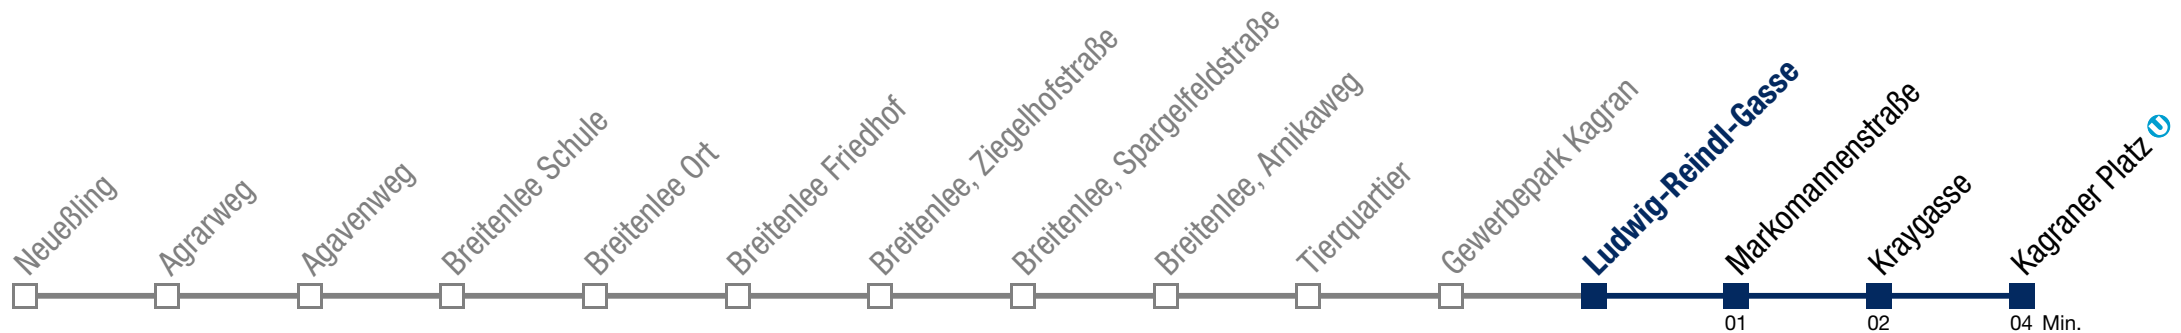 Neueßling
Agrarweg
Agavenweg
Breitenlee Schule
Breitenlee Ort
Breitenlee Friedhof
Breitenlee, Ziegelhofstraße
Breitenlee, Spargelfeldstraße
Breitenlee, Arnikaweg
Tierquartier
Gewerbepark Kagran
Ludwig-Reindl-Gasse
Markomannenstraße
Kraygasse
Kagraner Platz U
01 02 04 Min.